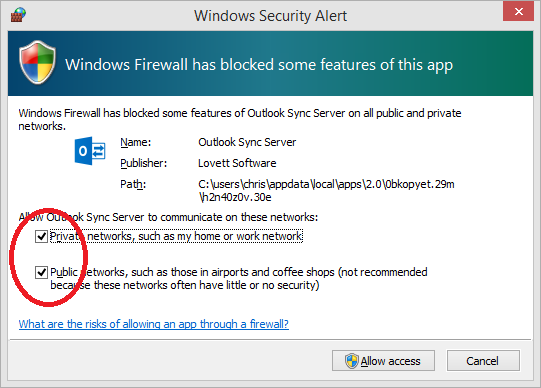 Windows Security Alert
Windows Firewall has blocked some features of this app
Windows Firewall has blocked some features of Outlook Sync Server on all public and private
networks.
Name: Outlook Sync Server
Publisher: Lovett Software
Path: C:\users\chris\appdata\local\apps\2.0\0bkopyet.29m
\h2n40z0v.30e
Allow Outlook Sync Server to communicate on these networks:
Private networks, such as my home or work network
Public networks, such as those in airports and coffee shops (not recommended
because these networks often have little or no security)
What are the risks of allowing an app through a firewall?
Allow access Cancel